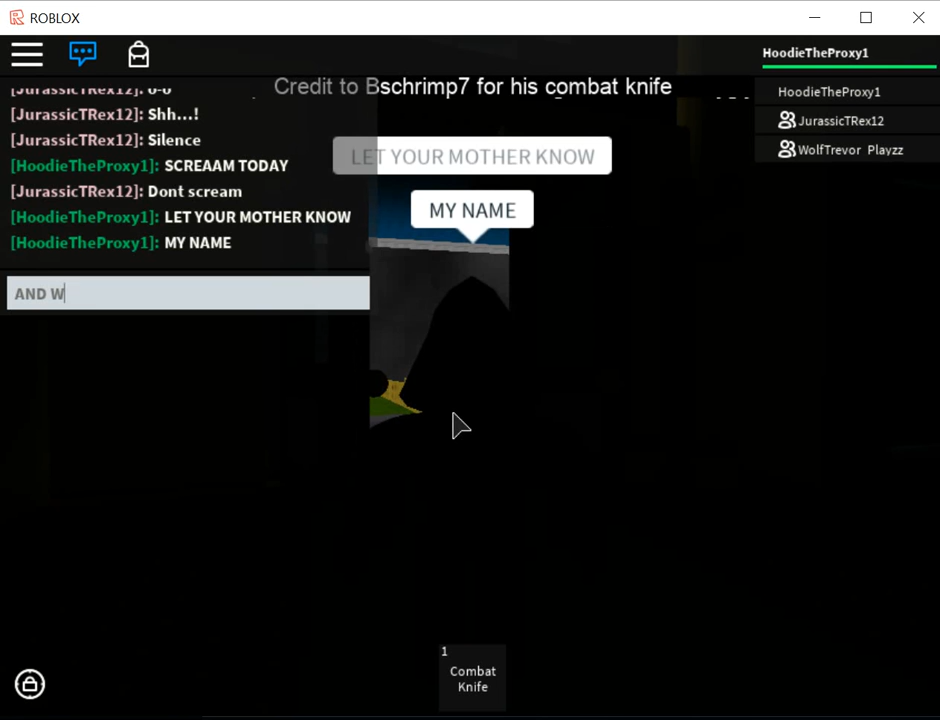 ROBLOX
HoodieTheProxy1
Credit to Bschrimp7 for his combat knife
HoodieTheProxy1
JurassicTRex12
WolfTrevor_Playzz
[JurassicTRex12]: o-o
[JurassicTRex12]: Shh...!
[JurassicTRex12]: Silence
[HoodieTheProxy1]: SCREAAM TODAY
[JurassicTRex12]: Dont scream
[HoodieTheProxy1]: LET YOUR MOTHER KNOW
[HoodieTheProxy1]: MY NAME
AND W
LET YOUR MOTHER KNOW
MY NAME
1
Combat
Knife